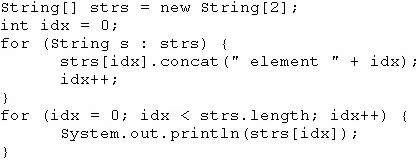 String[] strs = new String[2];
int idx = 0;
for (String s : strs) {
      strs[idx].concat(" element " + idx);
      idx++;
}
for (idx = 0; idx < strs.length; idx++) {
      System.out.println(strs[idx]);
}